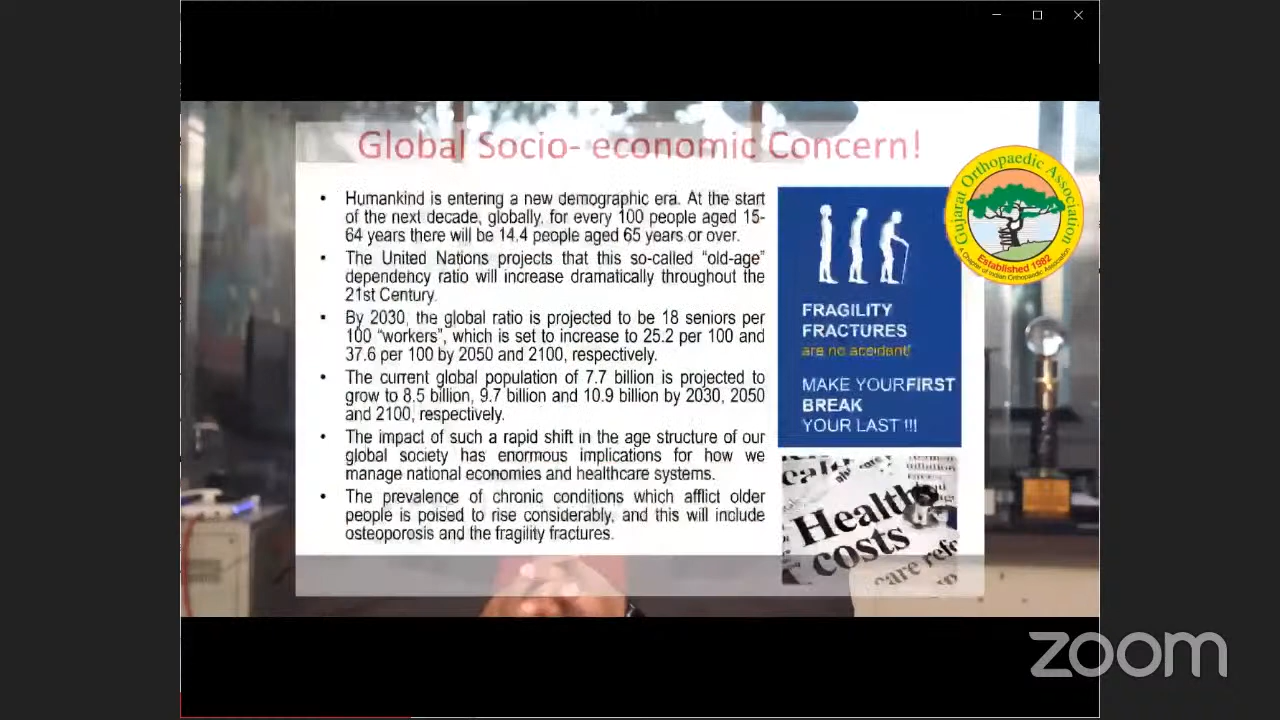 Global Socio- economic Concern!
• Humankind is entering a new demographic era. At the start
of the next decade, globally, for every 100 people aged 15-
64 years there will be 14.4 people aged 65 years or over.
• The United Nations projects that this so-called “old-age”
dependency ratio will increase dramatically throughout the
21st Century.
• By 2030, the global ratio is projected to be 18 seniors per
100 “workers”, which is set to increase to 25.2 per 100 and
37.6 per 100 by 2050 and 2100, respectively.
• The current global population of 7.7 billion is projected to
grow to 8.5 billion, 9.7 billion and 10.9 billion by 2030, 2050
and 2100, respectively.
• The impact of such a rapid shift in the age structure of our
global society has enormous implications for how we
manage national economies and healthcare systems.
• The prevalence of chronic conditions which afflict older
people is poised to rise considerably, and this will include
osteoporosis and the fragility fractures.
FRAGILITY
FRACTURES
are no accident!
MAKE YOUR FIRST
BREAK
YOUR LAST !!!
Gujarat Orthopaedic Association
Established 1982
A Chapter of Indian Orthopaedic Association
Health
costs
care
zoom